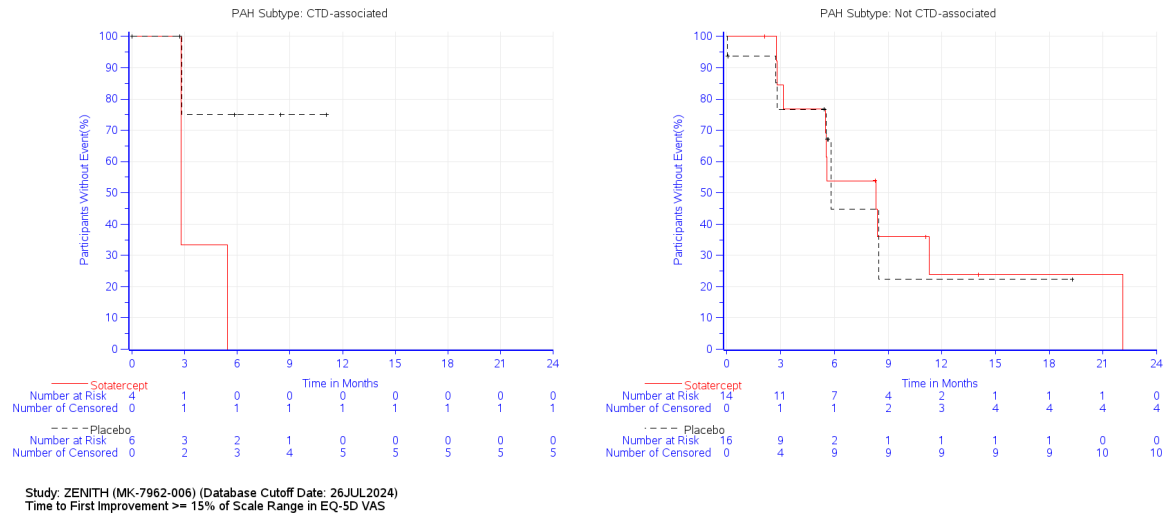 PAH Subtype: CTD-associated
Participants Without Event(%)
100
90
80
70
60
50
40
30
20
10
0
0 3 6 9 12 15 18 21 24
Sotatercept Time in Months
Number at Risk 4 1 0 0 0 0 0 0 0
Number of Censored 0 1 1 1 1 1 1 1 1
Placebo
Number at Risk 6 3 2 1 0 0 0 0 0
Number of Censored 0 2 3 4 5 5 5 5 5
PAH Subtype: Not CTD-associated
Participants Without Event(%)
100
90
80
70
60
50
40
30
20
10
0
0 3 6 9 12 15 18 21 24
Sotatercept Time in Months
Number at Risk 14 11 7 4 2 1 1 1 0
Number of Censored 0 1 1 2 3 4 4 4 4
Placebo
Number at Risk 16 9 2 1 1 1 1 0 0
Number of Censored 0 4 9 9 9 9 9 10 10
Study: ZENITH (MK-7962-006) (Database Cutoff Date: 26JUL2024)
Time to First Improvement >= 15% of Scale Range in EQ-5D VAS